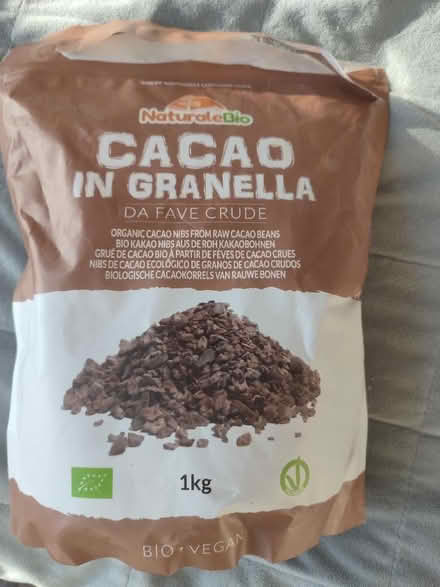 NaturaleBio
CACAO
IN GRANELLA
DA FAVE CRUDE
ORGANIC CACAO NIBS FROM RAW CACAO BEANS
BIO KAKAO NIBS AUS DE ROH KAKAOBOHNEN
GRUÉ DE CACAO BIO À PARTIR DE FÈVES DE CACAO CRUES
NIBS DE CACAO ECOLÓGICO DE GRANOS DE CACAO CRUDOS
BIOLOGISCHE CACAOKORRELS VAN RAUWE BONEN
1kg
BIO • VEGAN